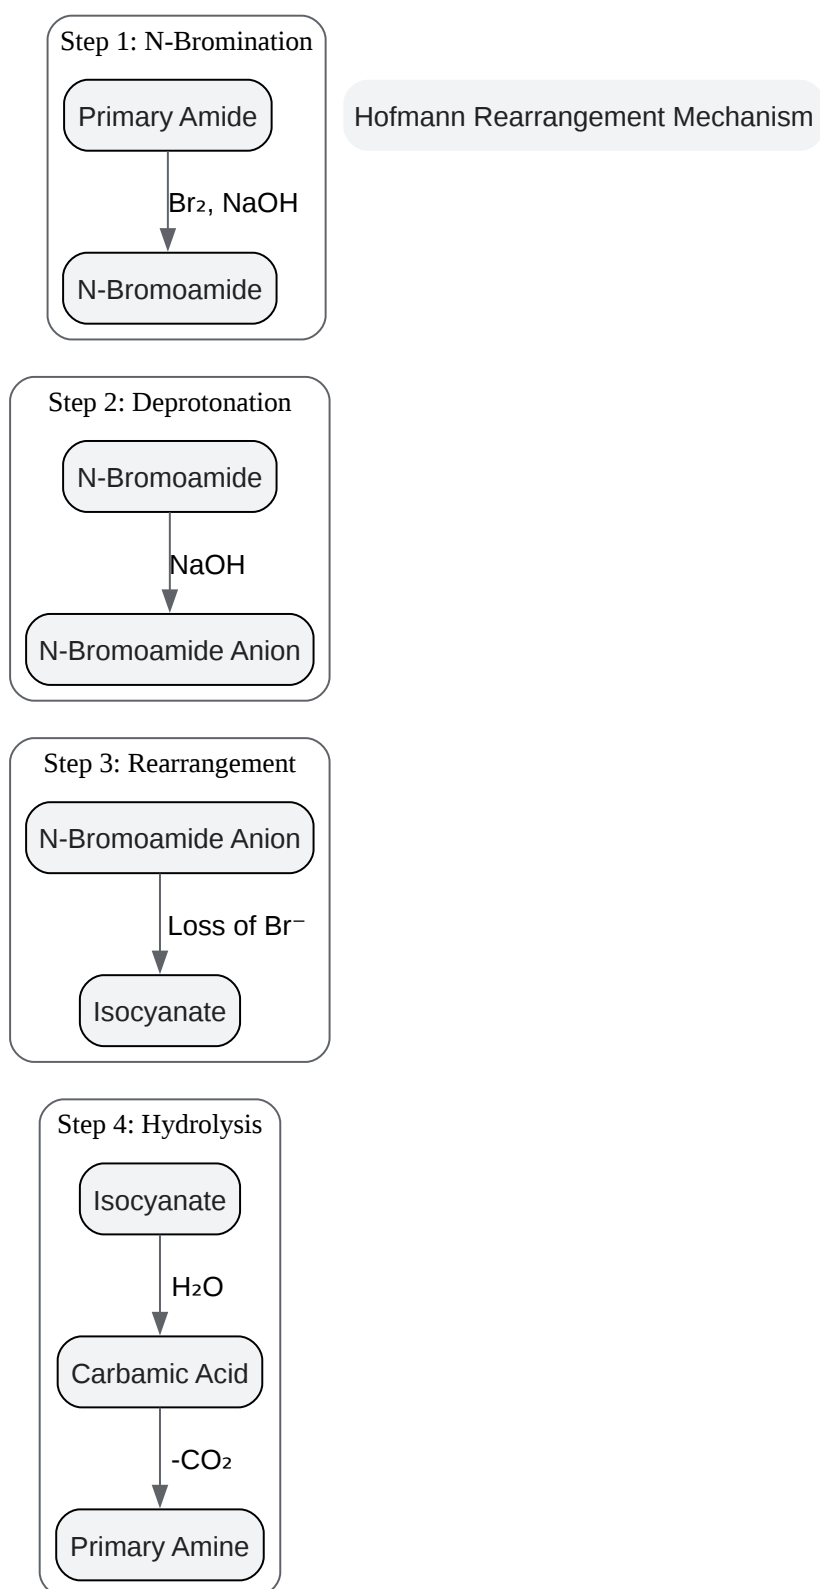 Step 1: N-Bromination
Primary Amide
Hofmann Rearrangement Mechanism
Br₂, NaOH
N-Bromoamide
Step 2: Deprotonation
N-Bromoamide
NaOH
N-Bromoamide Anion
Step 3: Rearrangement
N-Bromoamide Anion
Loss of Br⁻
Isocyanate
Step 4: Hydrolysis
Isocyanate
H₂O
Carbamic Acid
-CO₂
Primary Amine